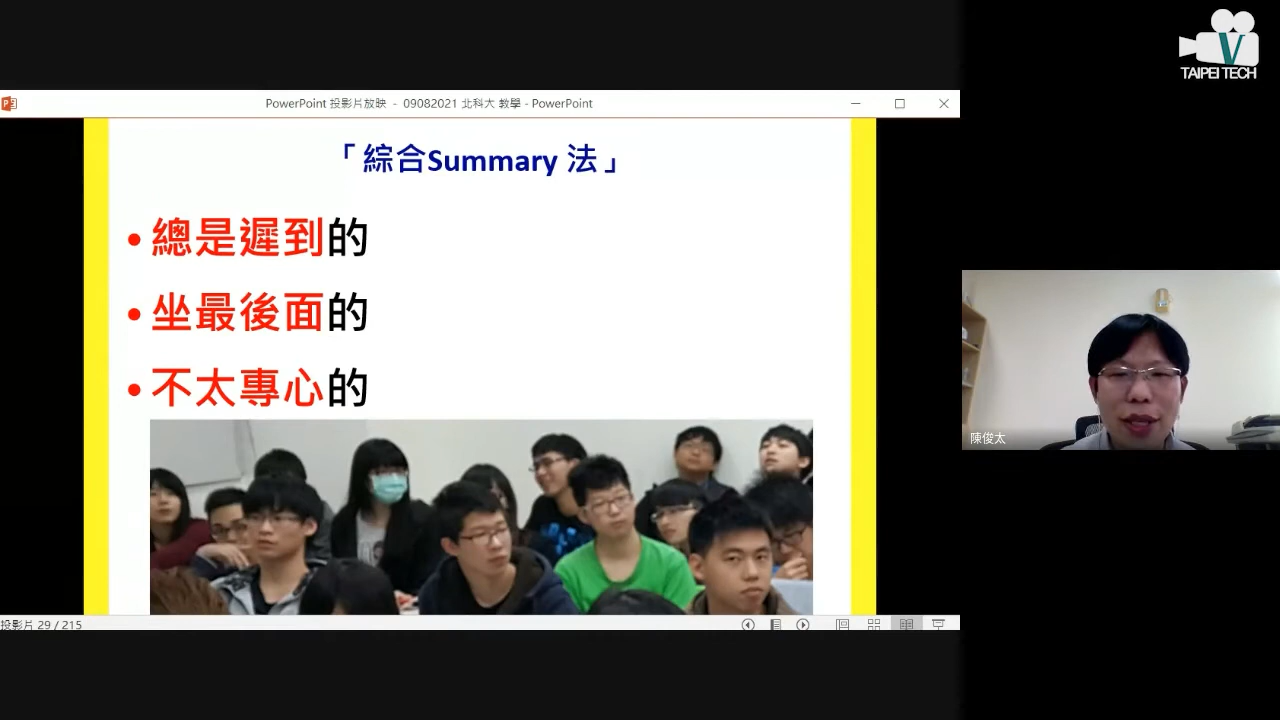 TAIPEI TECH
PowerPoint 投影片放映 - 09082021 北科大 教學 - PowerPoint
「綜合Summary 法」
• 總是遲到的
• 坐最後面的
• 不太專心的
陳俊太
投影片 29 / 215